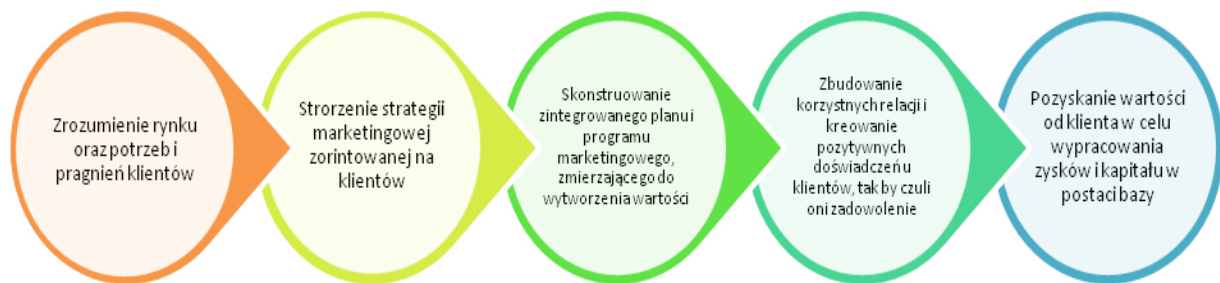 Zrozumienie rynku
oraz potrzeb i
pragnień klientów
Strorzenie strategii
marketingowej
zorintowanej na
klientów
Skonstruowanie
zintegrowanego planu i
programu
marketingowego,
zmierzającego do
wytworzenia wartości
Zbudowanie
korzystnych relacji i
kreowanie
pozytywnych
doświadczeń u
klientów, tak by czuli
oni zadowolenie
Pozyskanie wartości
od klienta w celu
wypracowania
zysków i kapitału w
postaci bazy